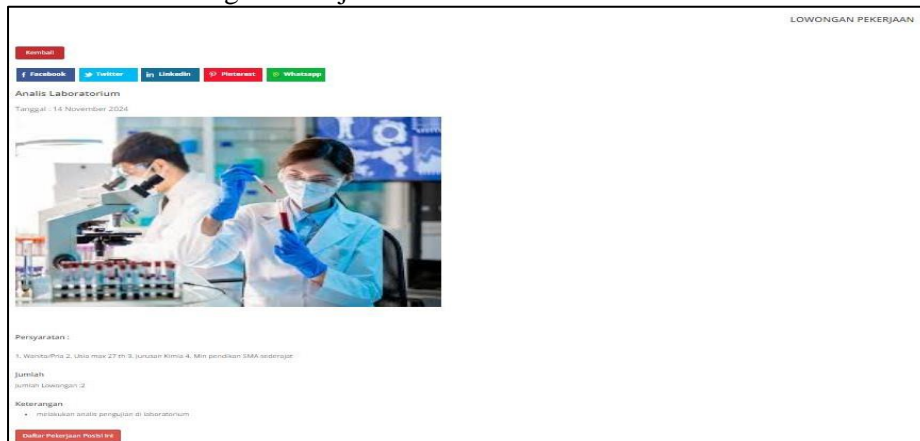 LOWONGAN PEKERJAAN
Kembali
Facebook Twitter Linkedin Pinterest Whatsapp
Analis Laboratorium
Tanggal : 14 November 2024
Persyaratan :
1. Wanita/Pria 2. Usia max 27 th 3. Jurusan Kimia 4. Min pendikan SMA sederajat
Jumlah
Jumlah Lowongan :2
Keterangan
• melakukan analis pengujian di laboratorium
Daftar Pekerjaan Posisi Ini